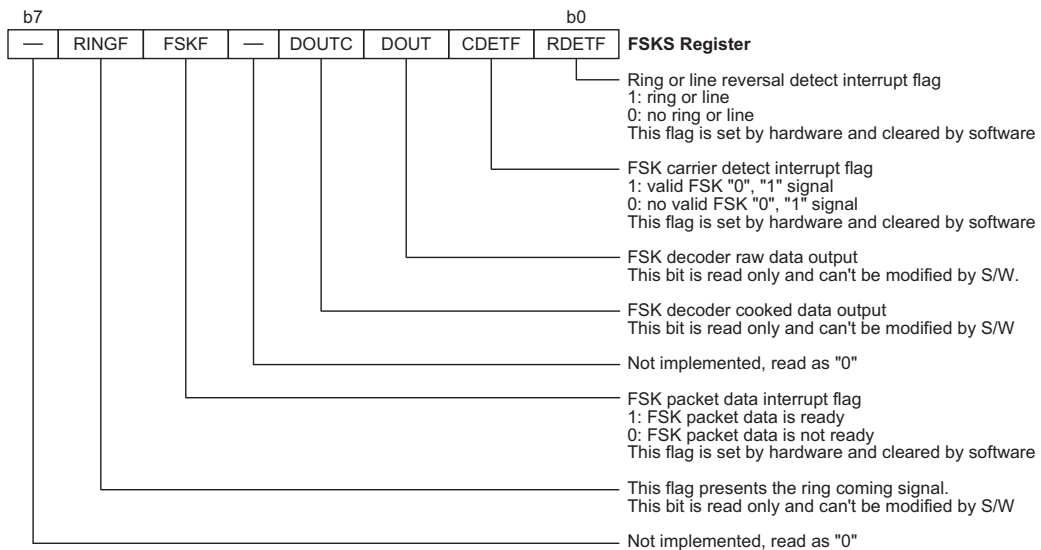 b7 b0
— RINGF FSKF — DOUTC DOUT CDETF RDETF FSKS Register
Ring or line reversal detect interrupt flag
1: ring or line
0: no ring or line
This flag is set by hardware and cleared by software
FSK carrier detect interrupt flag
1: valid FSK "0", "1" signal
0: no valid FSK "0", "1" signal
This flag is set by hardware and cleared by software
FSK decoder raw data output
This bit is read only and can't be modified by S/W.
FSK decoder cooked data output
This bit is read only and can't be modified by S/W
Not implemented, read as "0"
FSK packet data interrupt flag
1: FSK packet data is ready
0: FSK packet data is not ready
This flag is set by hardware and cleared by software
This flag presents the ring coming signal.
This bit is read only and can't be modified by S/W
Not implemented, read as "0"